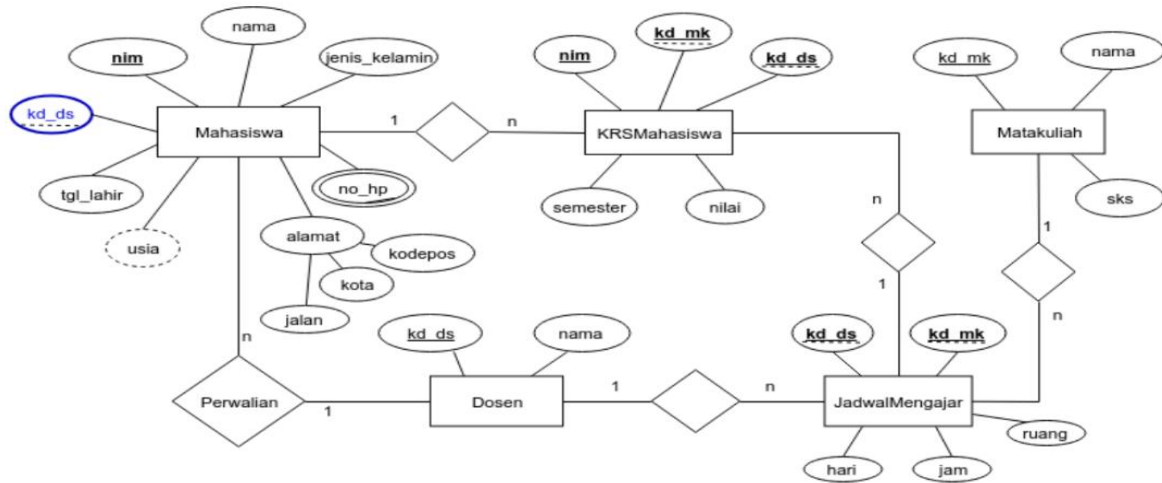 nama
nim
jenis_kelamin
kd_ds
Mahasiswa
tgl_lahir
usia
no_hp
alamat
kodepos
kota
jalan
1
n
nim
kd_mk
kd_ds
KRSMahasiswa
semester
nilai
kd_mk
nama
Matakuliah
sks
n
1
1
n
n
Perwalian
1
kd_ds
nama
Dosen
1
n
kd_ds
kd_mk
JadwalMengajar
hari
jam
ruang